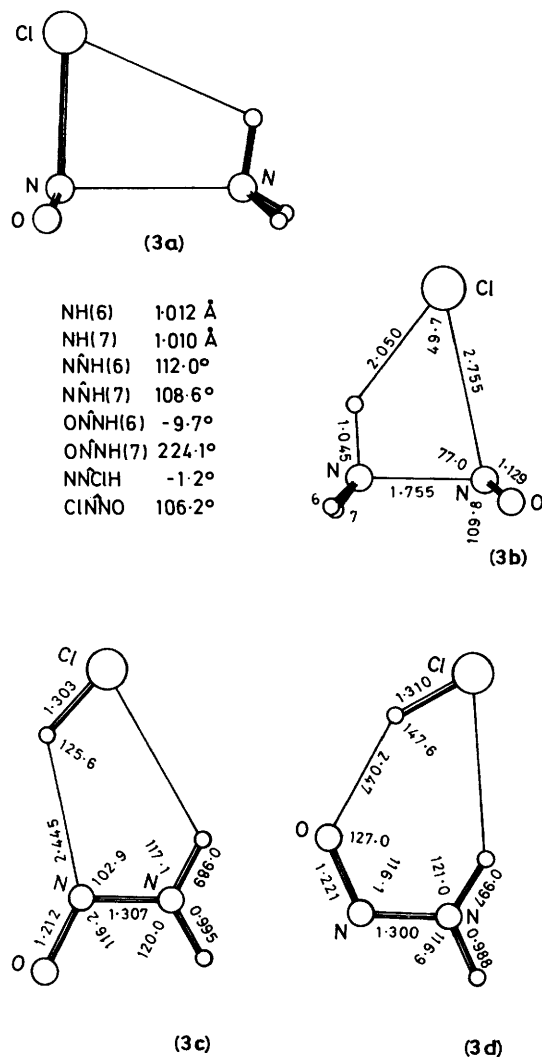 Cl
N
N
O
(3a)
NH(6) 1·012 Å
NH(7) 1·010 Å
NN̂H(6) 112·0°
NN̂H(7) 108·6°
ON̂N̂H(6) -9·7°
ON̂N̂H(7) 224·1°
NN̂ĈlH -1·2°
ClN̂N̂O 106·2°
Cl
2·050
49·7
2·755
1·045
N
77·0
1·129
6
7
1·755
N
O
109·8
(3b)
Cl
1·303
125·6
2·445
102·9
117·1
0·989
N
N
1·212
116·2
1·307
120·0
0·995
O
(3c)
Cl
1·310
147·6
2·047
O
127·0
1·221
116·1
121·0
0·997
N
1·300
N
116·9
0·988
(3d)